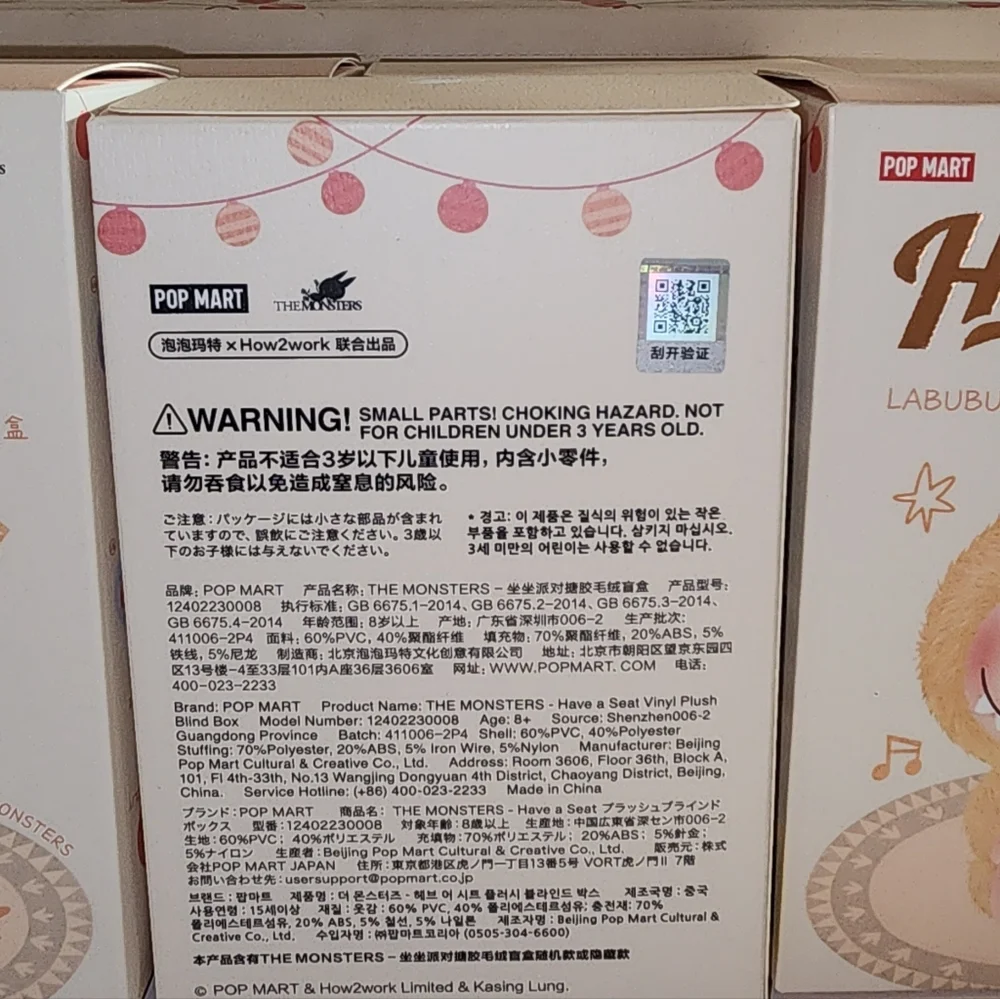 POP MART
THE MONSTERS
泡泡玛特 × How2work 联合出品
刮开验证
WARNING! SMALL PARTS! CHOKING HAZARD. NOT
FOR CHILDREN UNDER 3 YEARS OLD.
警告：产品不适合3岁以下儿童使用，内含小零件，
请勿吞食以免造成窒息的风险。
ご注意：パッケージには小さな部品が含まれ
ていますので、誤飲にご注意ください。3歳以
下のお子様には与えないでください。
• 경고: 이 제품은 질식의 위험이 있는 작은
부품을 포함하고 있습니다. 삼키지 마십시오.
3세 미만의 어린이는 사용할 수 없습니다.
品牌：POP MART 产品名称：THE MONSTERS – 坐坐派对搪胶毛绒盲盒 产品型号：
12402230008 执行标准：GB 6675.1-2014、GB 6675.2-2014、GB 6675.3-2014、
GB 6675.4-2014 年龄范围：8岁以上 产地：广东省深圳市006-2 生产批次：
411006-2P4 面料：60%PVC，40%聚酯纤维 填充物：70%聚酯纤维，20%ABS，5%
铁线，5%尼龙 制造商：北京泡泡玛特文化创意有限公司 地址：北京市朝阳区望京东园四
区13号楼-4至33层101内A座36层3606室 网址：WWW.POPMART.COM 电话：
400-023-2233
Brand: POP MART Product Name: THE MONSTERS - Have a Seat Vinyl Plush
Blind Box Model Number: 12402230008 Age: 8+ Source: Shenzhen006-2
Guangdong Province Batch: 411006-2P4 Shell: 60%PVC, 40%Polyester
Stuffing: 70%Polyester, 20%ABS, 5% Iron Wire, 5%Nylon Manufacturer: Beijing
Pop Mart Cultural & Creative Co., Ltd. Address: Room 3606, Floor 36th, Block A,
101, Fl 4th-33th, No.13 Wangjing Dongyuan 4th District, Chaoyang District, Beijing,
China. Service Hotline: (+86) 400-023-2233 Made in China
ブランド：POP MART 商品名： THE MONSTERS - Have a Seat プラッシュブラインド
ボックス 型番：12402230008 対象年齢：8歳以上 生産地：中国広東省深セン市006-2
生地：60%PVC； 40%ポリエステル 充填物：70%ポリエステル； 20%ABS； 5%針金；
5%ナイロン 生産者：Beijing Pop Mart Cultural & Creative Co., Ltd. 販売元：株式
会社POP MART JAPAN 住所：東京都港区虎ノ門一丁目13番5号 VORT虎ノ門II 7階
お問い合わせ先：usersupport@popmart.co.jp
브랜드 : 팝마트 제품명 : 더 몬스터즈 - 헤브 어 시트 플러시 블라인드 박스 제조국명 : 중국
사용연령 : 15세이상 재질 : 옷감 : 60% PVC, 40% 폴리에스테르섬유; 충전재: 70%
폴리에스테르섬유, 20% ABS, 5% 철선, 5% 나일론 제조자명 : Beijing Pop Mart Cultural &
Creative Co., Ltd. 수입자명 : ㈜팝마트코리아 (0505-304-6600)
本产品含有THE MONSTERS – 坐坐派对搪胶毛绒盲盒随机款或隐藏款
© POP MART & How2work Limited & Kasing Lung.
POP MART
H
LABUBU
盒
MONSTERS
s